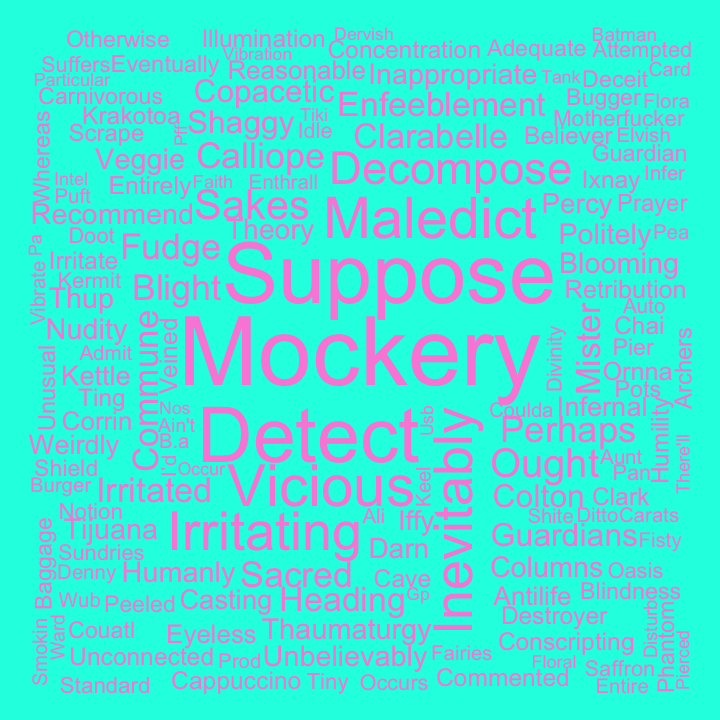 Otherwise
Illumination
Dervish
Batman
Vibration
Concentration
Adequate
Attempted
Suffers
Eventually
Reasonable
Inappropriate
Tank
Deceit
Card
Particular
Carnivorous
Copacetic
Enfeeblement
Bugger
Flora
Krakotoa
Shaggy
Tiki
Idle
Motherfucker
Scrape
Piff
Clarabelle
Believer
Elvish
Whereas
Veggie
Calliope
Decompose
Guardian
Intel
Entirely
Faith
Enthrall
Ixnay
Infer
Puft
Recommend
Sakes
Maledict
Percy
Prayer
Doot
Fudge
Theory
Politely
Pea
Pa
Irritate
Suppose
Blooming
Kermit
Blight
Retribution
Vibrate
Thup
Auto
Nudity
Mockery
Mister
Chai
Admit
Veined
Divinity
Pier
Kettle
Commune
Ornna
Archers
Ting
Pots
Unusual
Corrin
Nos
Ain't
Detect
Usb
Coulda
Infernal
Humility
Weirdly
B.a
Perhaps
There'll
Shield
I'd
Occur
Vicious
Keel
Inevitably
Ought
Aunt
Pan
Burger
Irritated
Colton
Clark
Notion
Tijuana
Irritating
Ali
Iffy
Shite
Ditto
Carats
Baggage
Sundries
Darn
Guardians
Fisty
Denny
Humanly
Sacred
Cave
Columns
Oasis
Wub
Peeled
Casting
Heading
Gp
Antilife
Blindness
Couatl
Eyeless
Thaumaturgy
Destroyer
Disturb
Phantom
Smokin
Ward
Conscripting
Pierced
Unconnected
Prod
Unbelievably
Fairies
Floral
Saffron
Standard
Cappuccino
Tiny
Occurs
Commented
Entire